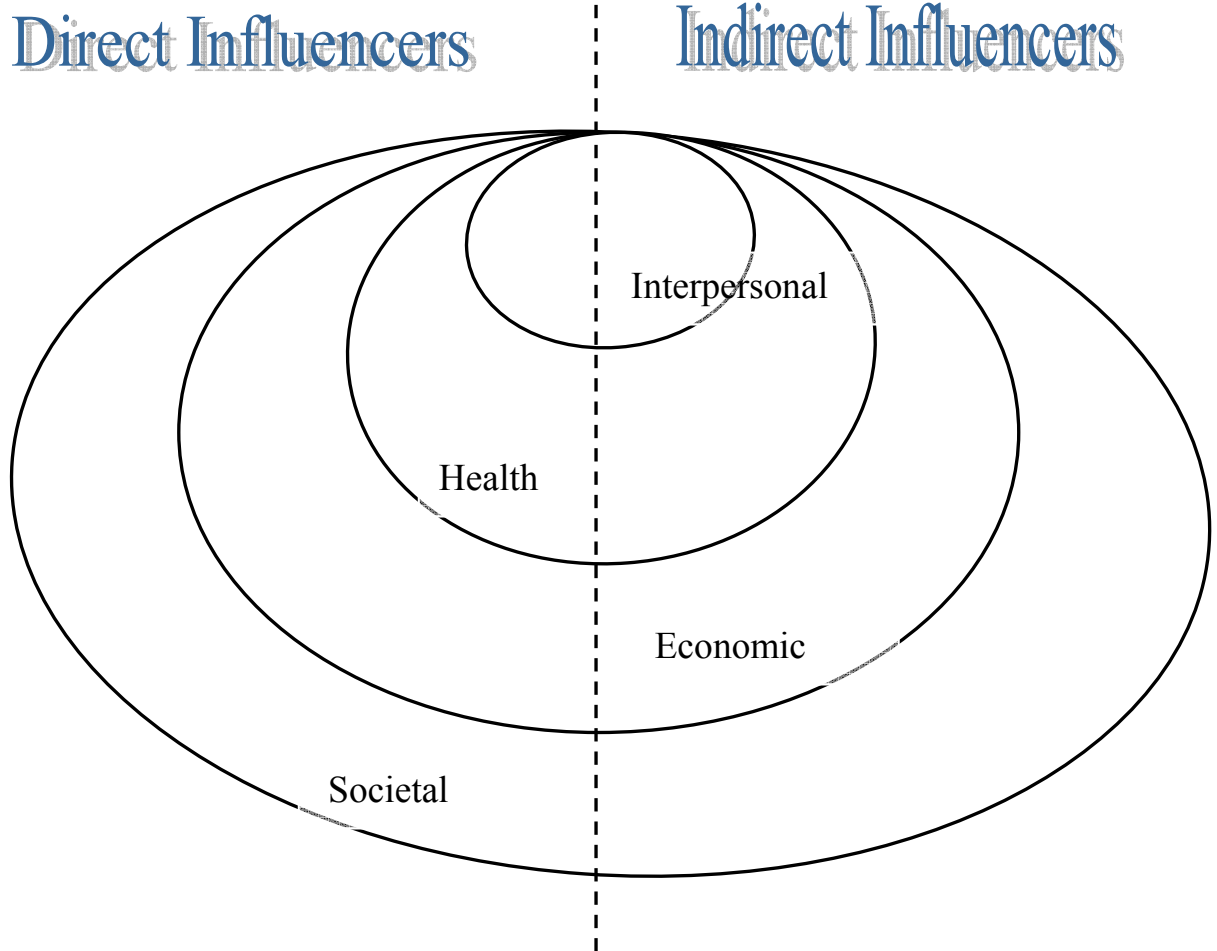 Direct Influencers
Indirect Influencers
Interpersonal
Health
Economic
Societal